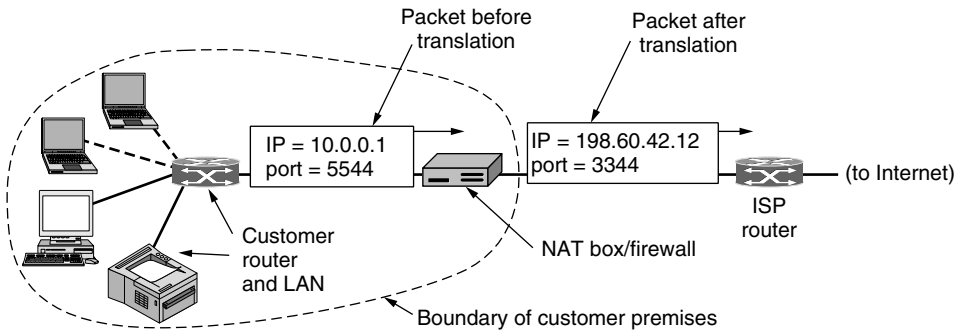 Packet before
translation
Packet after
translation
IP = 10.0.0.1
port = 5544
IP = 198.60.42.12
port = 3344
(to Internet)
ISP
router
Customer
router
and LAN
NAT box/firewall
Boundary of customer premises